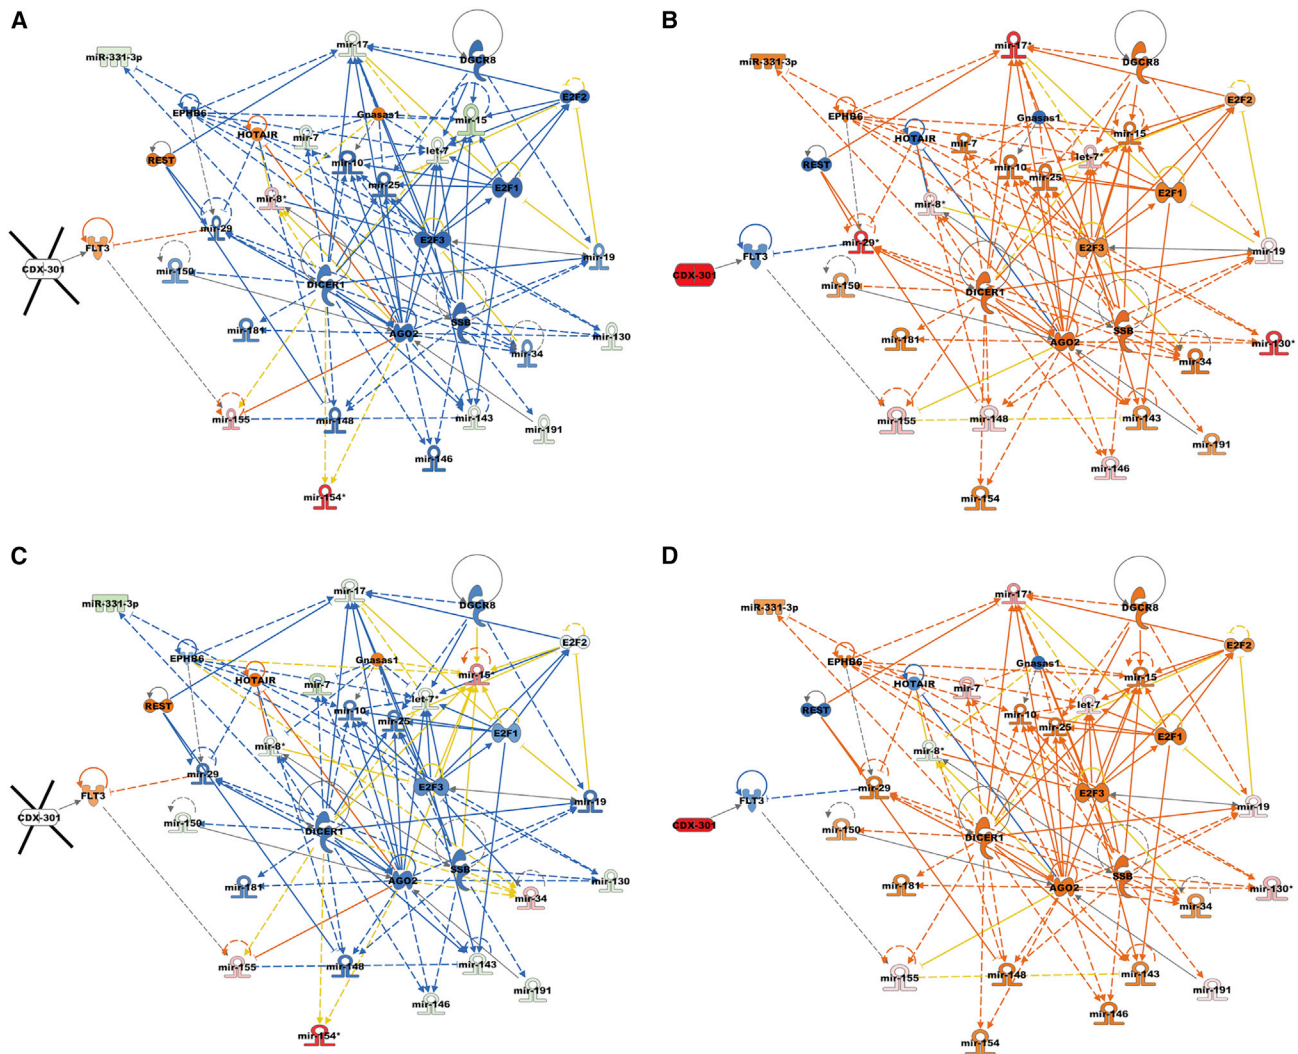 A
mir-17
DGCR8
miR-331-3p
E2F2
EPHB6
Gnasas1
mir-15
HOTAIR
mir-7
let-7
REST
mir-10
mir-25
E2F1
mir-8*
mir-29
E2F3
FLT3
mir-19
CDX-301
mir-150
DICER1
mir-181
AGO2
SSB
mir-130
mir-34
mir-155
mir-148
mir-143
mir-191
mir-146
mir-154*
B
mir-17*
DGCR8
miR-331-3p
E2F2
EPHB6
Gnasas1
mir-15
HOTAIR
mir-7
let-7*
REST
mir-10
mir-25
E2F1
mir-8*
mir-29*
E2F3
FLT3
mir-19
CDX-301
mir-150
DICER1
mir-181
AGO2
SSB
mir-130*
mir-34
mir-155
mir-148
mir-143
mir-191
mir-146
mir-154
C
mir-17
DGCR8
miR-331-3p
E2F2
EPHB6
Gnasas1
mir-15*
HOTAIR
mir-7
let-7*
REST
mir-10
mir-25
E2F1
mir-8*
mir-29
E2F3
FLT3
mir-19
CDX-301
mir-150
DICER1
mir-181
AGO2
SSB
mir-130
mir-34
mir-155
mir-148
mir-143
mir-191
mir-146
mir-154*
D
mir-17*
DGCR8
miR-331-3p
E2F2
EPHB6
Gnasas1
mir-15
HOTAIR
mir-7
let-7
REST
mir-10
mir-25
E2F1
mir-8*
mir-29
E2F3
FLT3
mir-19
CDX-301
mir-150
DICER1
mir-181
AGO2
SSB
mir-130*
mir-34
mir-155
mir-148
mir-143
mir-191
mir-146
mir-154